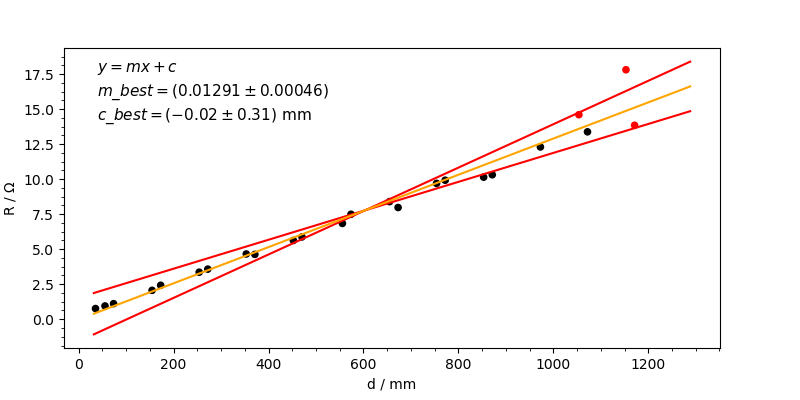 y = mx + c
m_best = (0.01291 ± 0.00046)
c_best = (−0.02 ± 0.31) mm
17.5
15.0
12.5
10.0
7.5
5.0
2.5
0.0
R / Ω
0 200 400 600 800 1000 1200
d / mm